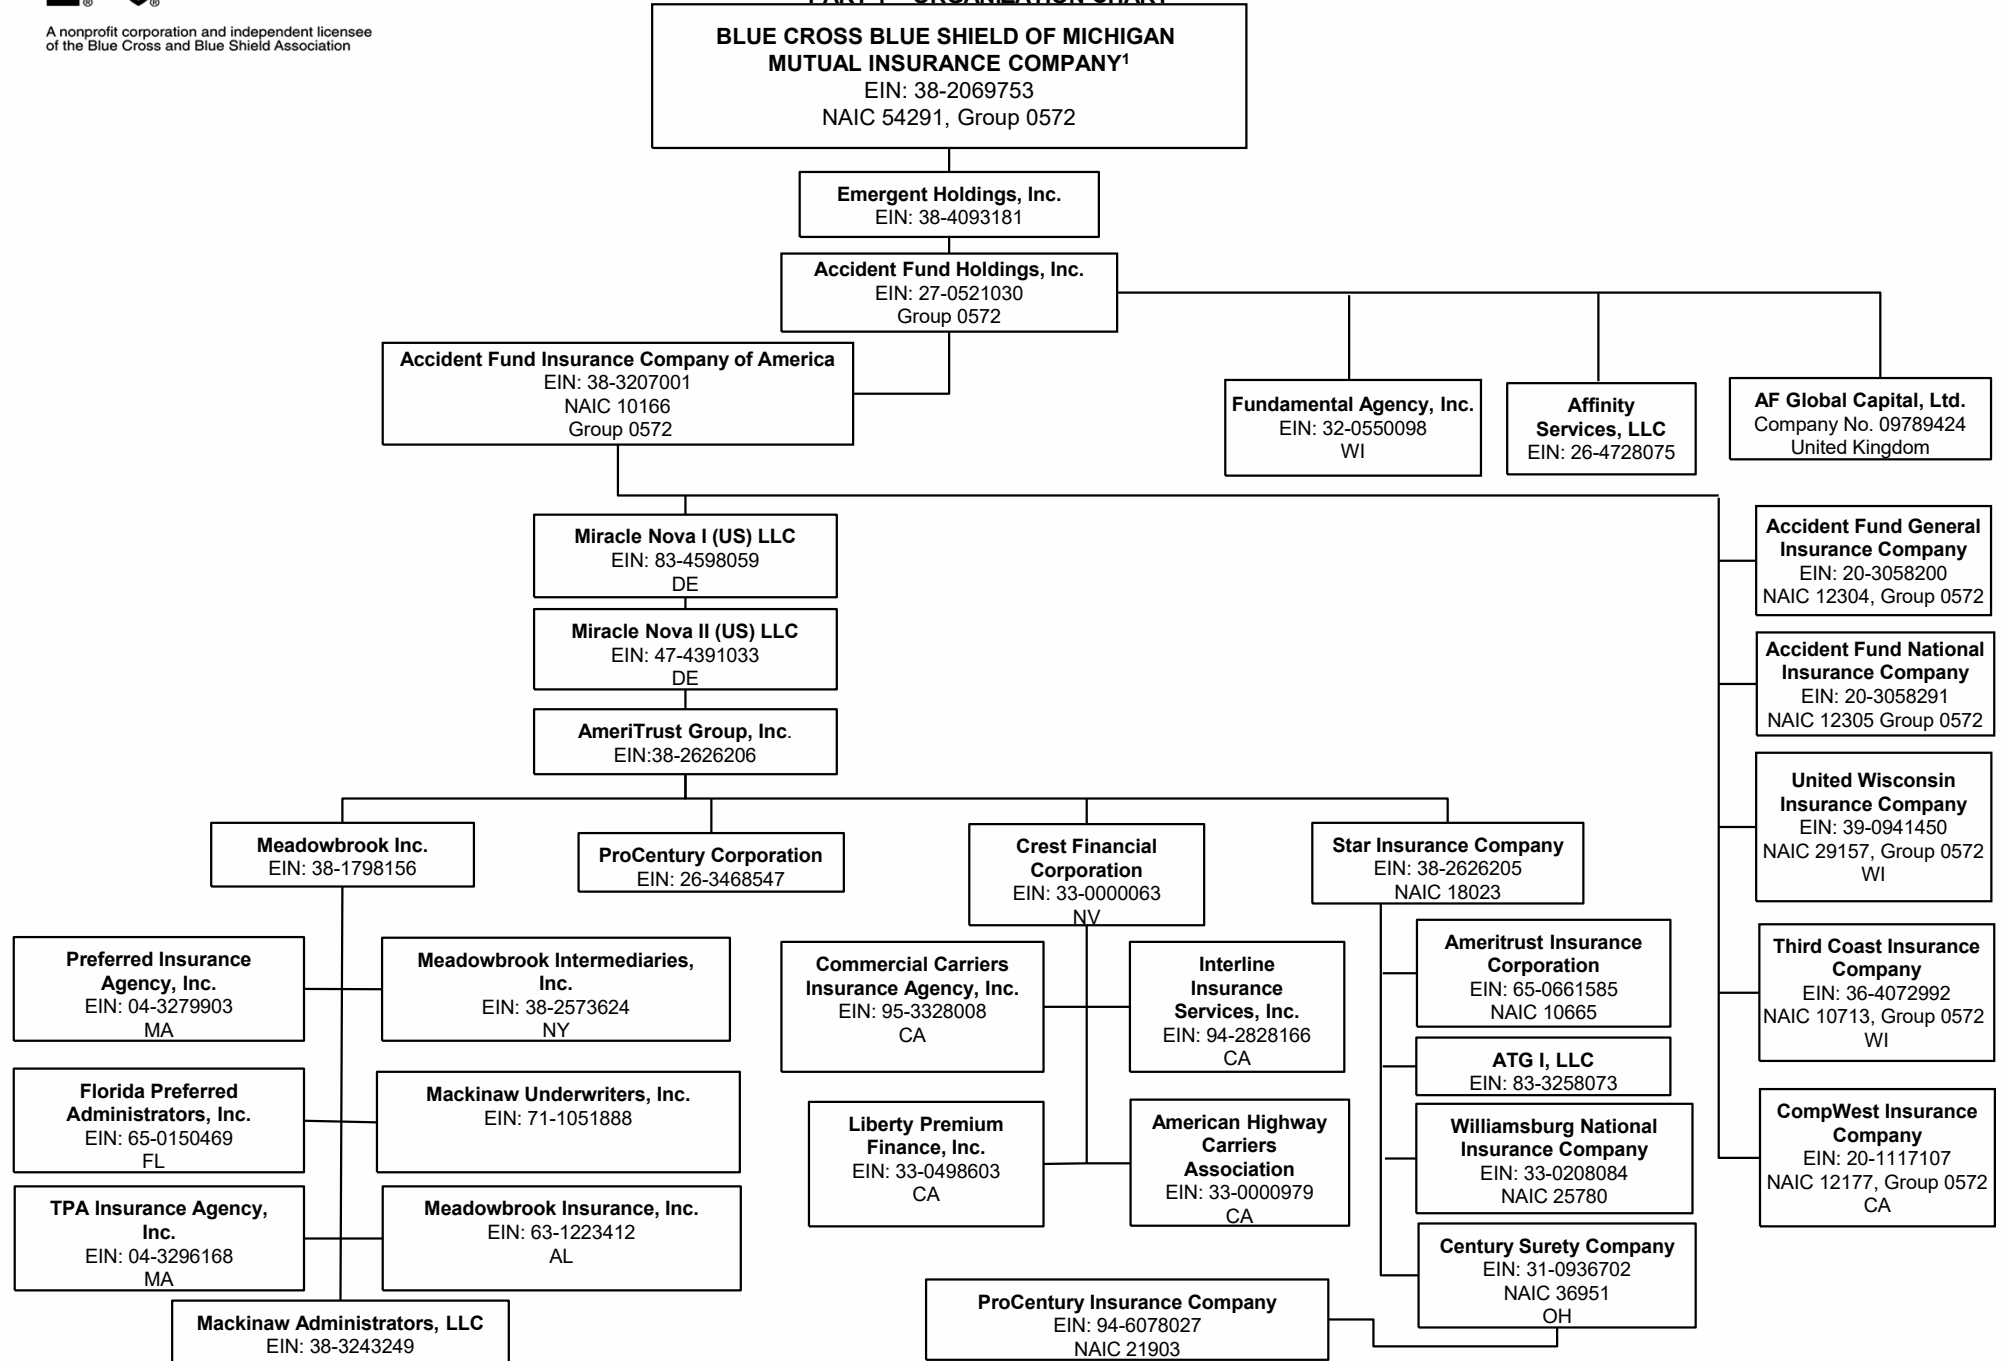 ® ®
A nonprofit corporation and independent licensee
of the Blue Cross and Blue Shield Association
BLUE CROSS BLUE SHIELD OF MICHIGAN
MUTUAL INSURANCE COMPANY¹
EIN: 38-2069753
NAIC 54291, Group 0572
Emergent Holdings, Inc.
EIN: 38-4093181
Accident Fund Holdings, Inc.
EIN: 27-0521030
Group 0572
Accident Fund Insurance Company of America
EIN: 38-3207001
NAIC 10166
Group 0572
Fundamental Agency, Inc.
EIN: 32-0550098
WI
Affinity
Services, LLC
EIN: 26-4728075
AF Global Capital, Ltd.
Company No. 09789424
United Kingdom
Miracle Nova I (US) LLC
EIN: 83-4598059
DE
Miracle Nova II (US) LLC
EIN: 47-4391033
DE
AmeriTrust Group, Inc.
EIN:38-2626206
Accident Fund General
Insurance Company
EIN: 20-3058200
NAIC 12304, Group 0572
Accident Fund National
Insurance Company
EIN: 20-3058291
NAIC 12305 Group 0572
United Wisconsin
Insurance Company
EIN: 39-0941450
NAIC 29157, Group 0572
WI
Third Coast Insurance
Company
EIN: 36-4072992
NAIC 10713, Group 0572
WI
CompWest Insurance
Company
EIN: 20-1117107
NAIC 12177, Group 0572
CA
Meadowbrook Inc.
EIN: 38-1798156
ProCentury Corporation
EIN: 26-3468547
Crest Financial
Corporation
EIN: 33-0000063
NV
Star Insurance Company
EIN: 38-2626205
NAIC 18023
Preferred Insurance
Agency, Inc.
EIN: 04-3279903
MA
Meadowbrook Intermediaries,
Inc.
EIN: 38-2573624
NY
Florida Preferred
Administrators, Inc.
EIN: 65-0150469
FL
Mackinaw Underwriters, Inc.
EIN: 71-1051888
TPA Insurance Agency,
Inc.
EIN: 04-3296168
MA
Meadowbrook Insurance, Inc.
EIN: 63-1223412
AL
Mackinaw Administrators, LLC
EIN: 38-3243249
Commercial Carriers
Insurance Agency, Inc.
EIN: 95-3328008
CA
Interline
Insurance
Services, Inc.
EIN: 94-2828166
CA
Liberty Premium
Finance, Inc.
EIN: 33-0498603
CA
American Highway
Carriers
Association
EIN: 33-0000979
CA
Ameritrust Insurance
Corporation
EIN: 65-0661585
NAIC 10665
ATG I, LLC
EIN: 83-3258073
Williamsburg National
Insurance Company
EIN: 33-0208084
NAIC 25780
Century Surety Company
EIN: 31-0936702
NAIC 36951
OH
ProCentury Insurance Company
EIN: 94-6078027
NAIC 21903